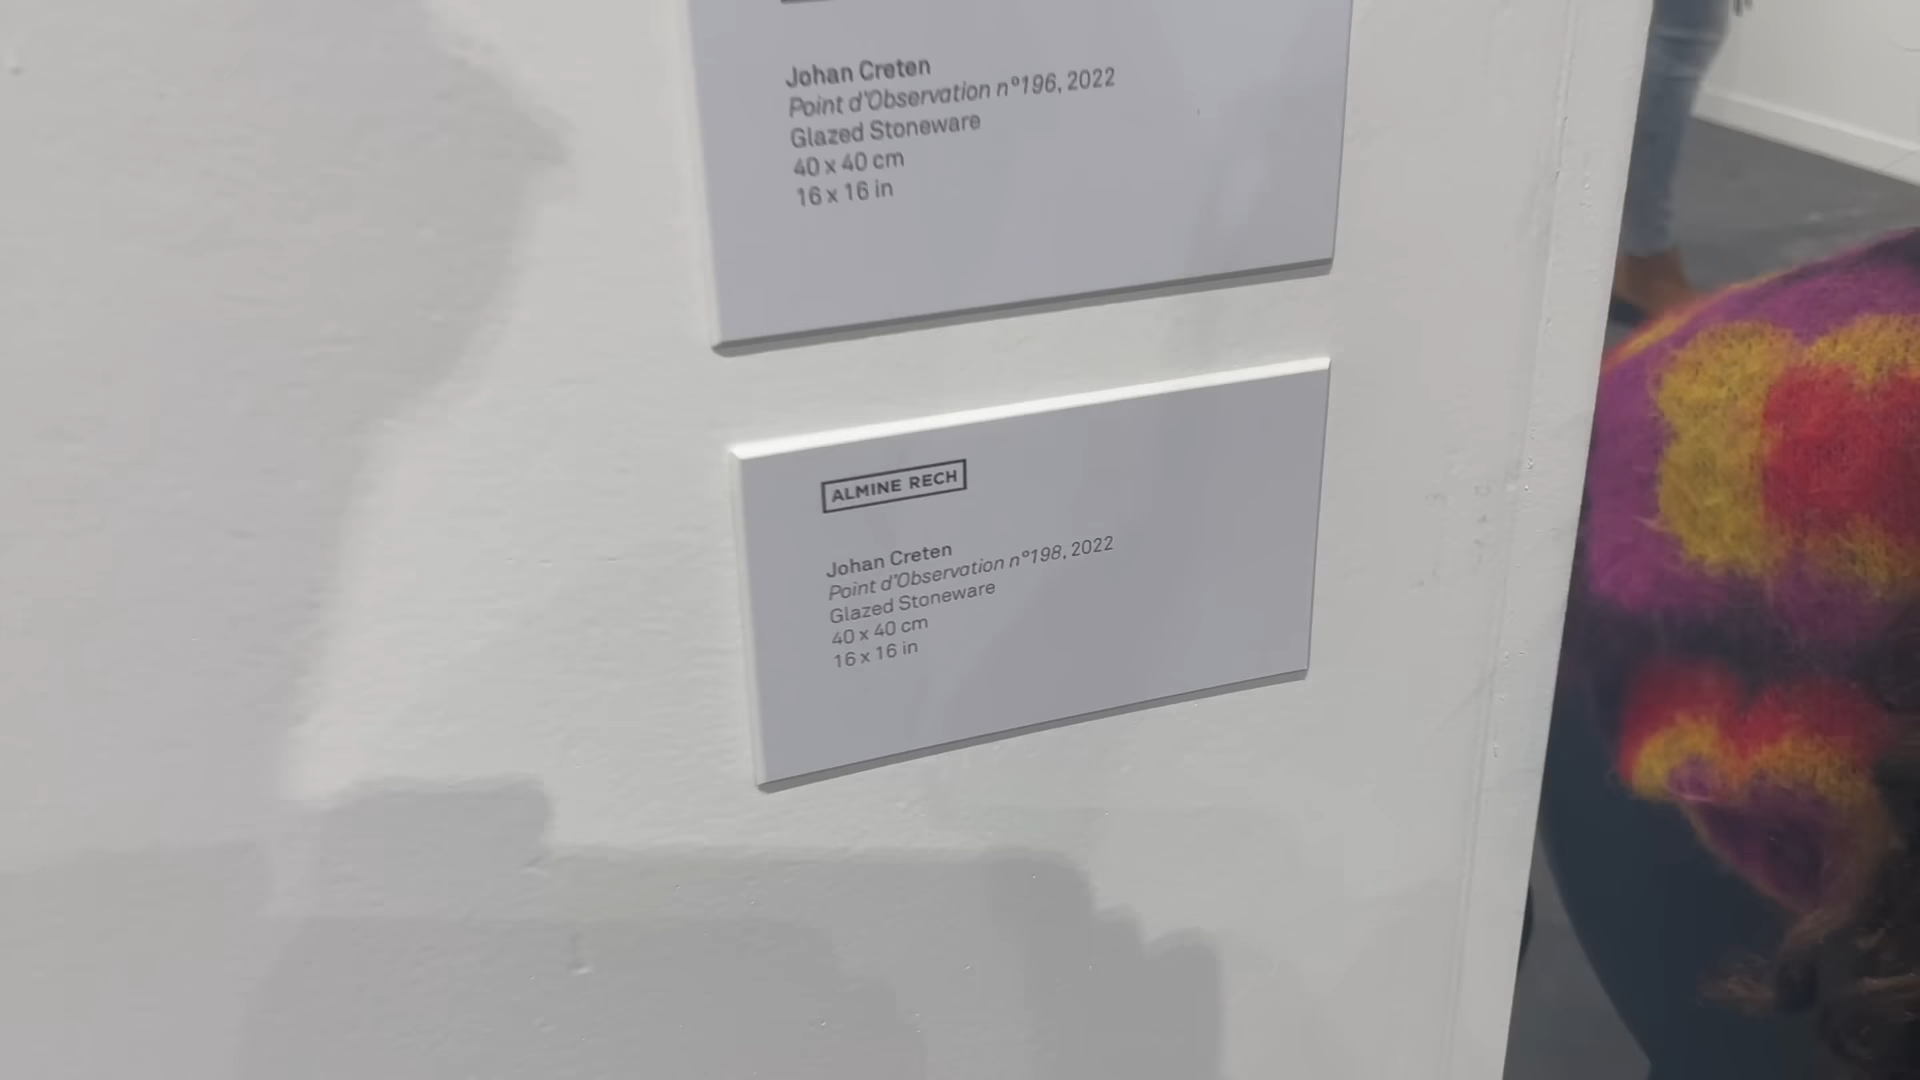 Johan Creten
Point d'Observation n°196, 2022
Glazed Stoneware
40 x 40 cm
16 x 16 in
ALMINE RECH
Johan Creten
Point d'Observation n°198, 2022
Glazed Stoneware
40 x 40 cm
16 x 16 in